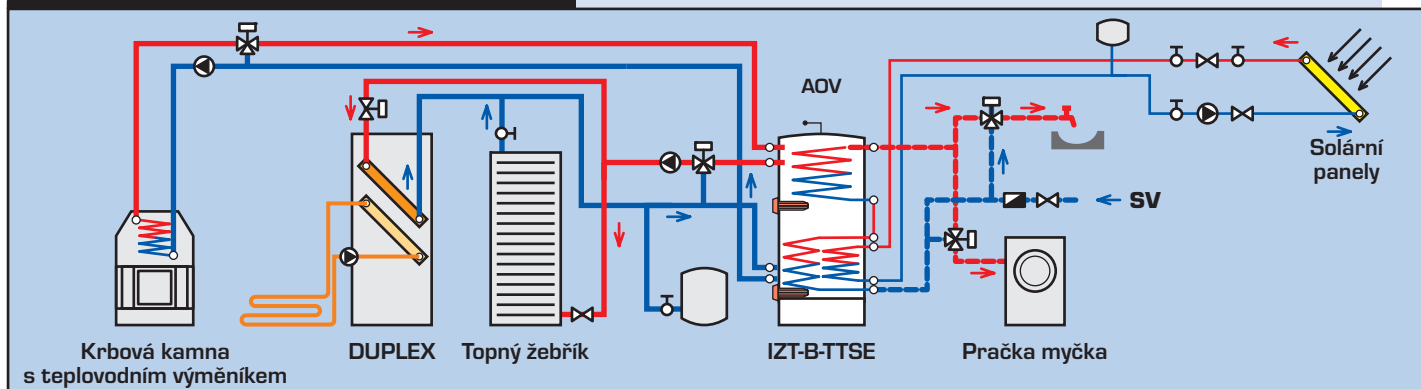 AOV
Solární
panely
SV
Krbová kamna
s teplovodním výměníkem
DUPLEX
Topný žebřík
IZT-B-TTSE
Pračka myčka